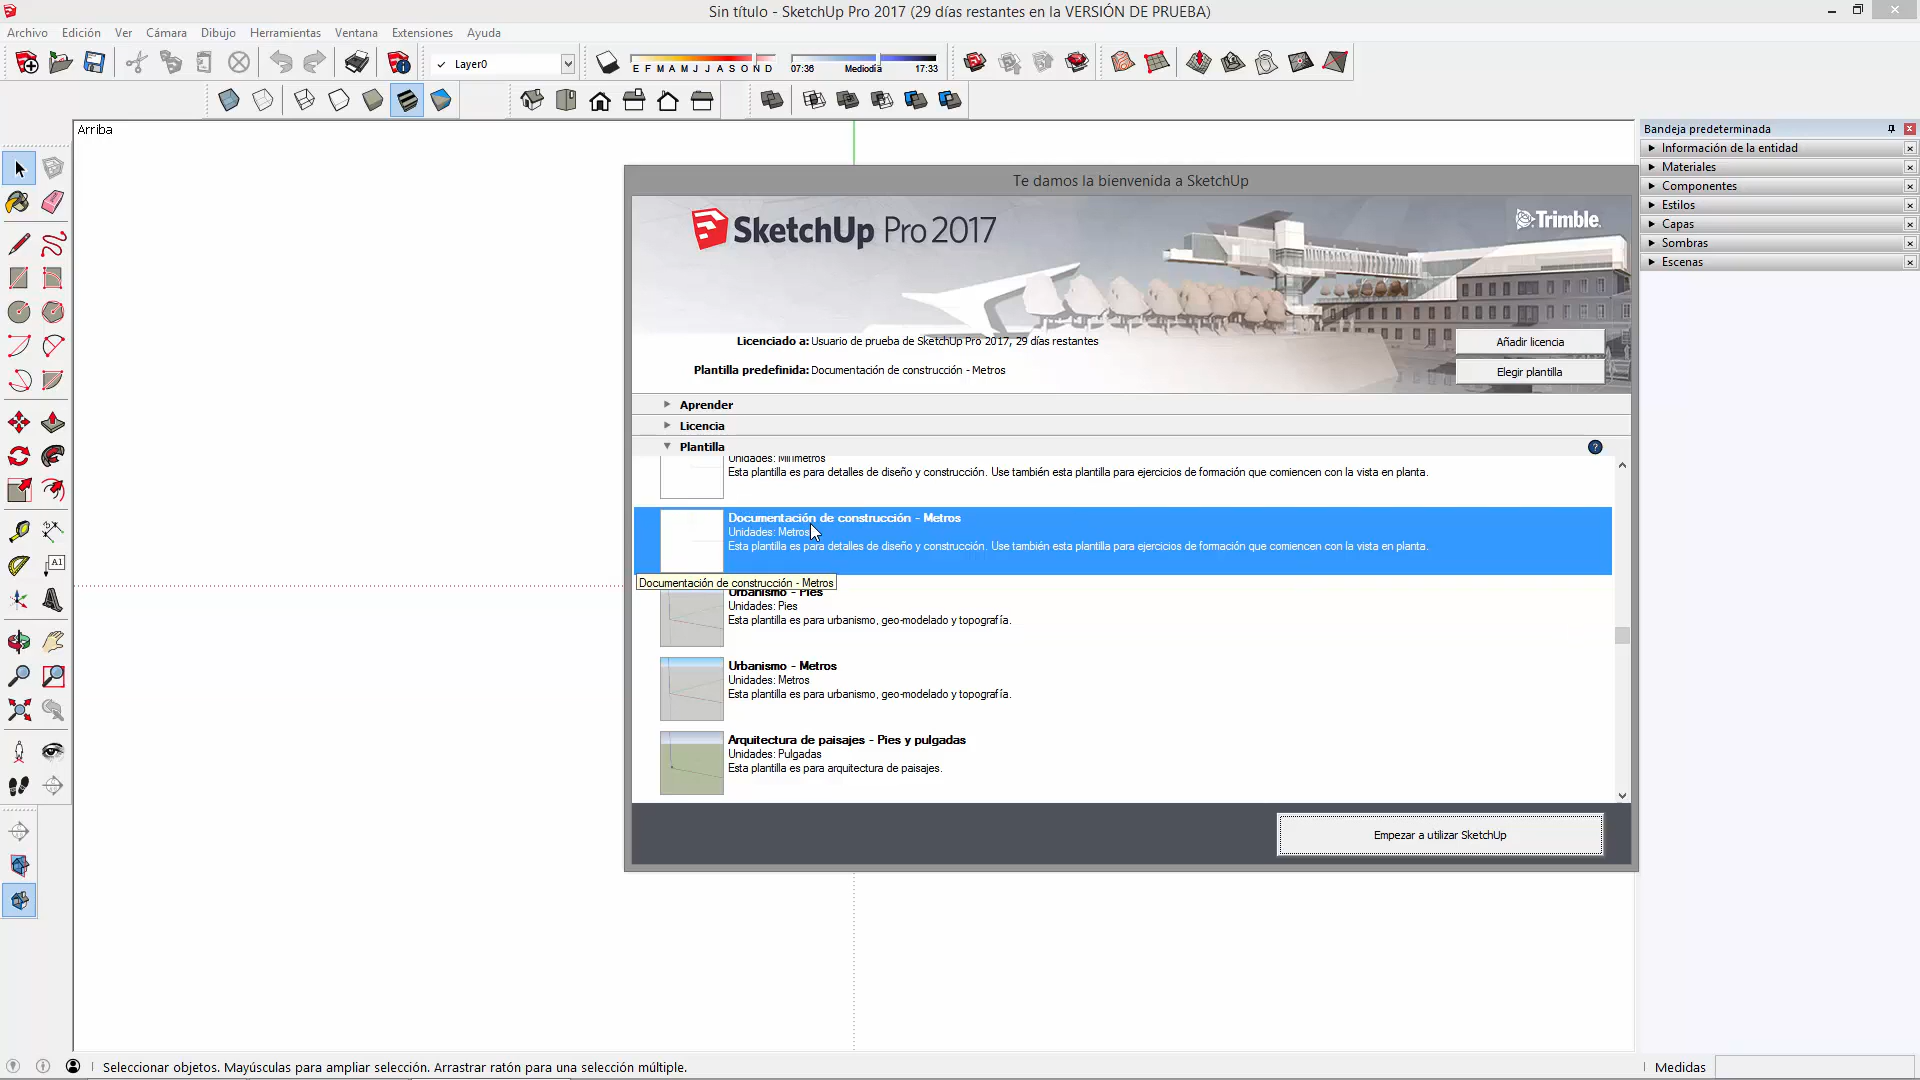 Sin título - SketchUp Pro 2017 (29 días restantes en la VERSIÓN DE PRUEBA)
Archivo Edición Ver Cámara Dibujo Herramientas Ventana Extensiones Ayuda
Layer0
E F M A M J J A S O N D
07:36 Mediodía 17:33
Arriba
Bandeja predeterminada
Información de la entidad
Materiales
Componentes
Estilos
Capas
Sombras
Escenas
Te damos la bienvenida a SketchUp
SketchUp Pro 2017
Trimble.
Licenciado a: Usuario de prueba de SketchUp Pro 2017, 29 días restantes
Añadir licencia
Plantilla predefinida: Documentación de construcción - Metros
Elegir plantilla
Aprender
Licencia
Plantilla
?
Unidades: Milímetros
Esta plantilla es para detalles de diseño y construcción. Use también esta plantilla para ejercicios de formación que comiencen con la vista en planta.
Documentación de construcción - Metros
Unidades: Metros
Esta plantilla es para detalles de diseño y construcción. Use también esta plantilla para ejercicios de formación que comiencen con la vista en planta.
Documentación de construcción - Metros
Urbanismo - Pies
Unidades: Pies
Esta plantilla es para urbanismo, geo-modelado y topografía.
Urbanismo - Metros
Unidades: Metros
Esta plantilla es para urbanismo, geo-modelado y topografía.
Arquitectura de paisajes - Pies y pulgadas
Unidades: Pulgadas
Esta plantilla es para arquitectura de paisajes.
Empezar a utilizar SketchUp
A1
Seleccionar objetos. Mayúsculas para ampliar selección. Arrastrar ratón para una selección múltiple.
Medidas